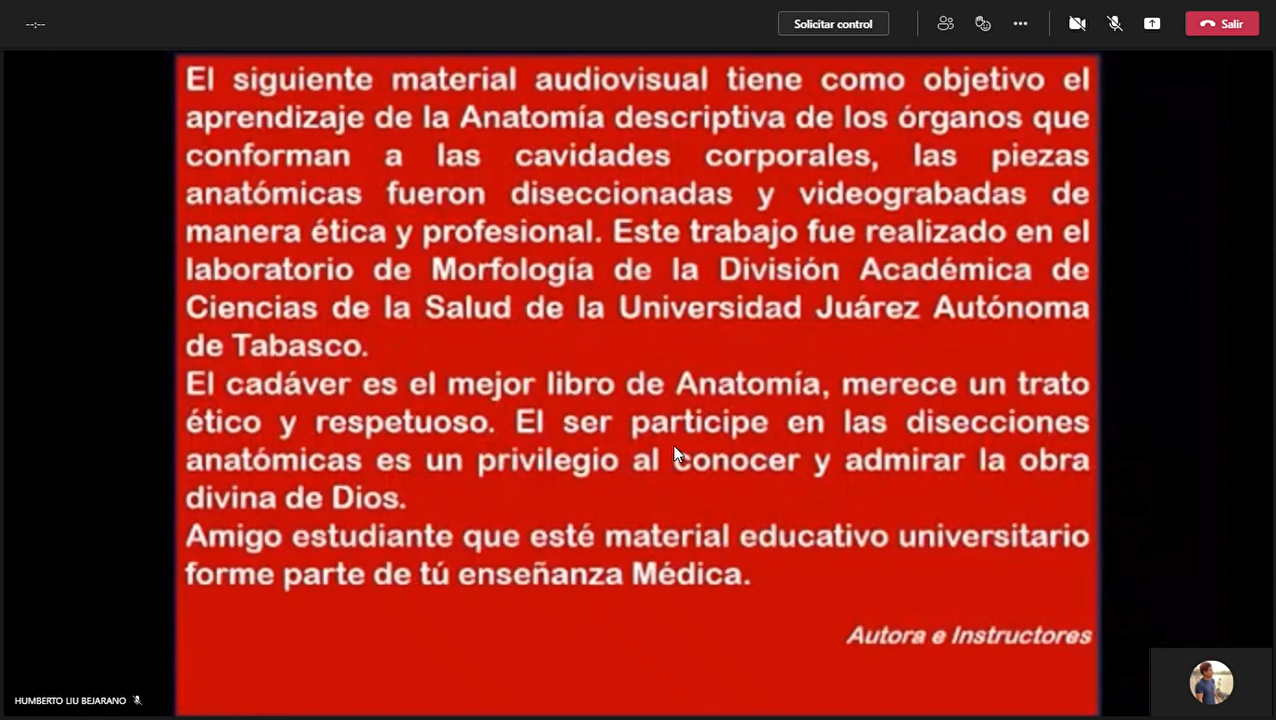 --:--
Solicitar control
Salir
El siguiente material audiovisual tiene como objetivo el
aprendizaje de la Anatomía descriptiva de los órganos que
conforman a las cavidades corporales, las piezas
anatómicas fueron diseccionadas y videograbadas de
manera ética y profesional. Este trabajo fue realizado en el
laboratorio de Morfología de la División Académica de
Ciencias de la Salud de la Universidad Juárez Autónoma
de Tabasco.
El cadáver es el mejor libro de Anatomía, merece un trato
ético y respetuoso. El ser participe en las disecciones
anatómicas es un privilegio al conocer y admirar la obra
divina de Dios.
Amigo estudiante que esté material educativo universitario
forme parte de tú enseñanza Médica.
Autora e Instructores
HUMBERTO LIU BEJARANO